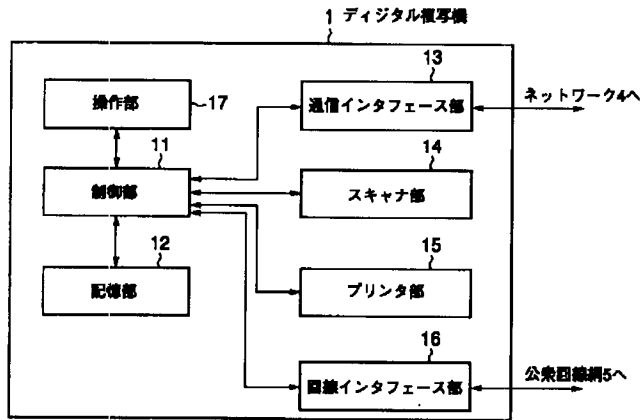 1 ディジタル複写機
操作部
17
13
通信インタフェース部
ネットワーク4へ
11
制御部
14
スキャナ部
12
記憶部
15
プリンタ部
16
回線インタフェース部
公衆回線網5へ